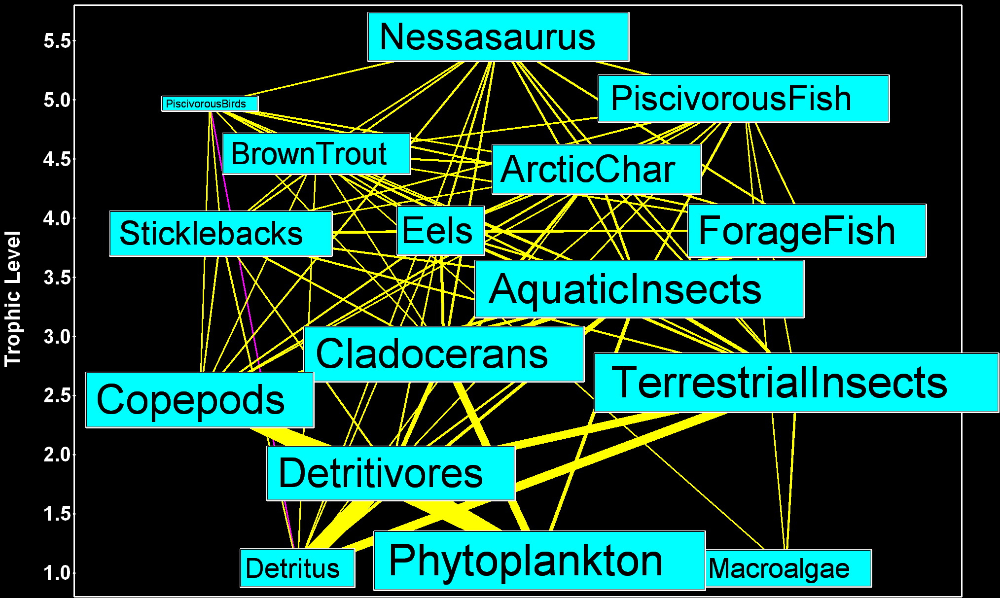 Nessasaurus
5.5
PiscivorousFish
5.0
PiscivorousBirds
BrownTrout
4.5
ArcticChar
4.0
Sticklebacks
Eels
ForageFish
Trophic Level
3.5
AquaticInsects
3.0
Cladocerans
TerrestrialInsects
2.5
Copepods
2.0
Detritivores
1.5
Phytoplankton
1.0
Detritus
Macroalgae